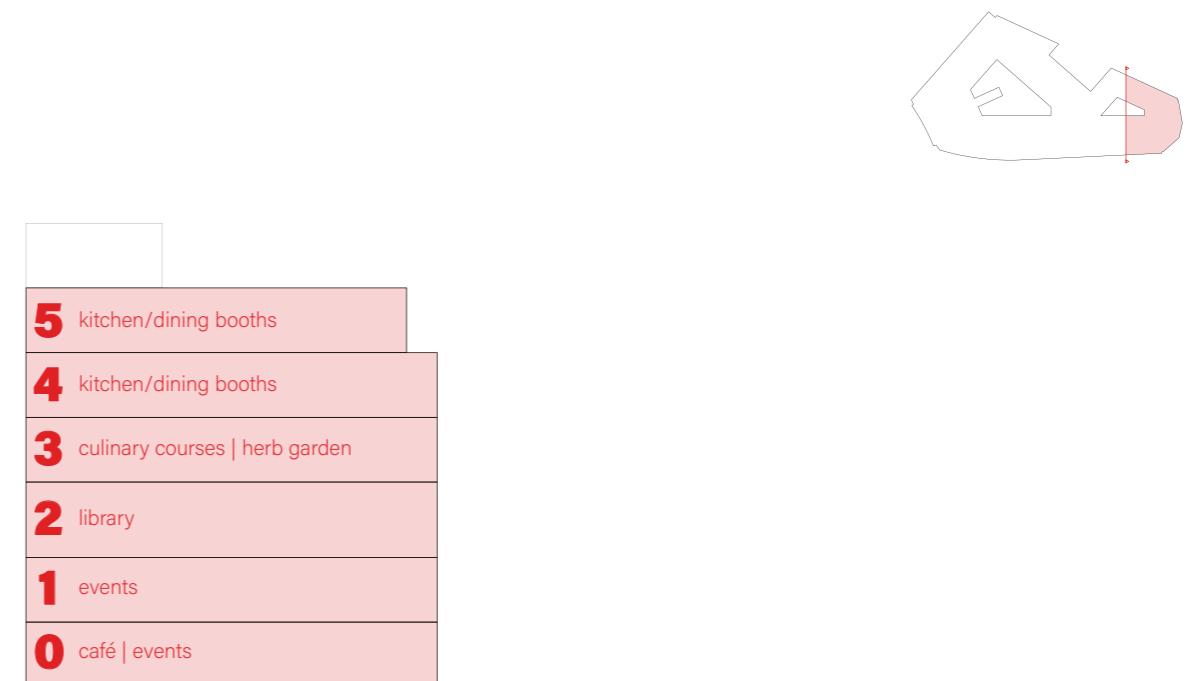 5 kitchen/dining booths
4 kitchen/dining booths
3 culinary courses | herb garden
2 library
1 events
0 café | events